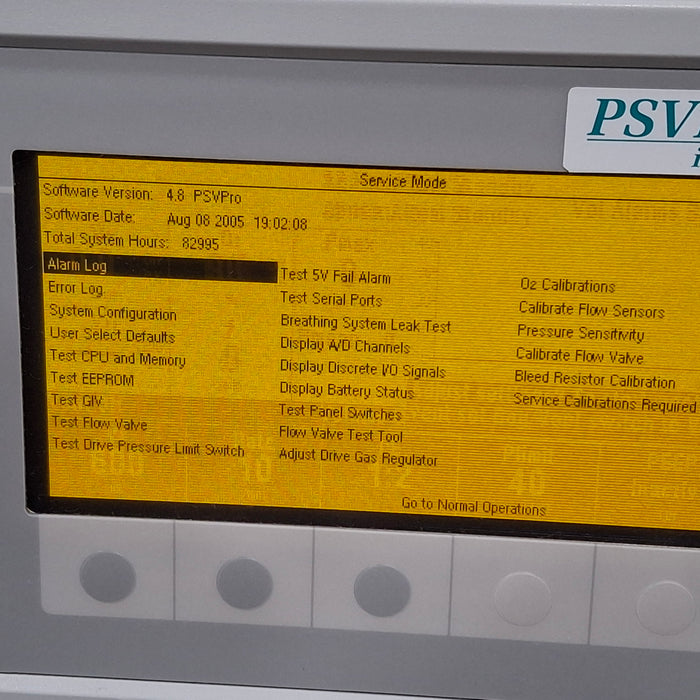 PSV
Service Mode
Software Version: 4.8 PSVPro
Software Date: Aug 08 2005 19:02:08
Total System Hours: 82995
Alarm Log
Error Log
System Configuration
User Select Defaults
Test CPU and Memory
Test EEPROM
Test GIV
Test Flow Valve
Test Drive Pressure Limit Switch
Test 5V Fail Alarm
Test Serial Ports
Breathing System Leak Test
Display A/D Channels
Display Discrete I/O Signals
Display Battery Status
Test Panel Switches
Flow Valve Test Tool
Adjust Drive Gas Regulator
O2 Calibrations
Calibrate Flow Sensors
Pressure Sensitivity
Calibrate Flow Valve
Bleed Resistor Calibration
Service Calibrations Required
Go to Normal Operations